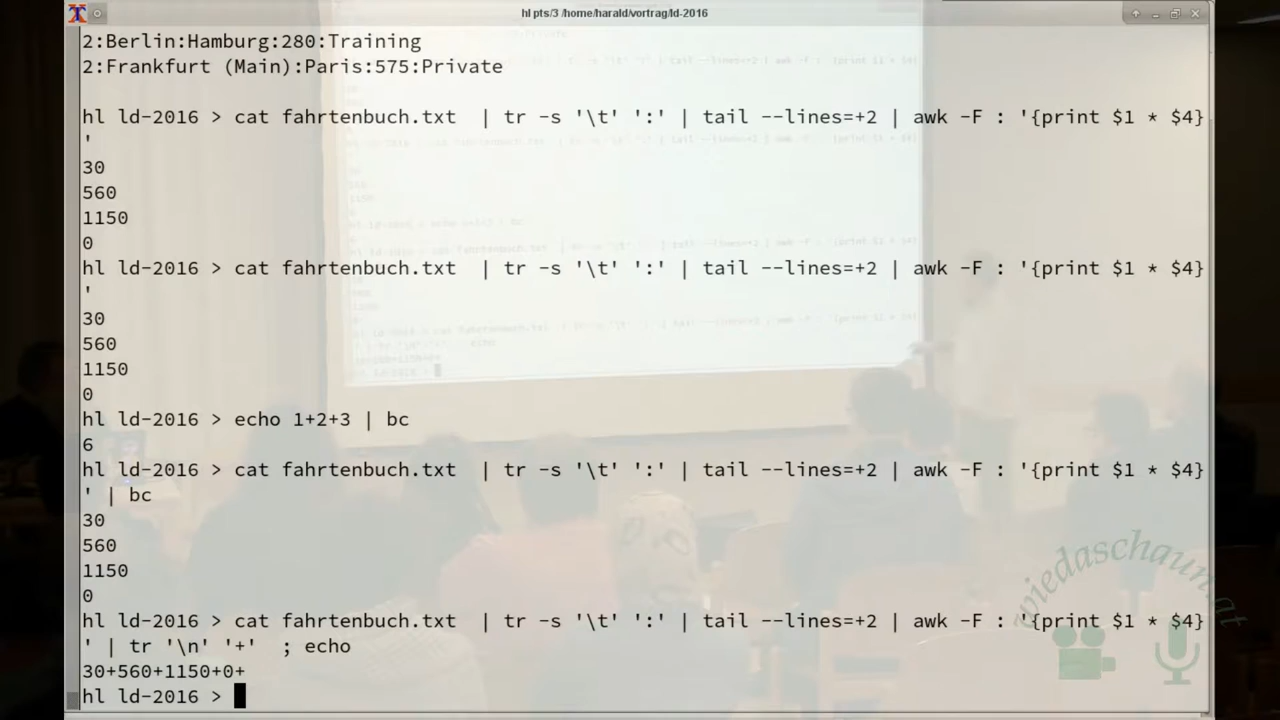 hl pts/3 /home/harald/vortrag/ld-2016
2:Berlin:Hamburg:280:Training
2:Frankfurt (Main):Paris:575:Private
hl ld-2016 > cat fahrtenbuch.txt  | tr -s '\t' ':' | tail --lines=+2 | awk -F : '{print $1 * $4}
'
30
560
1150
0
hl ld-2016 > cat fahrtenbuch.txt  | tr -s '\t' ':' | tail --lines=+2 | awk -F : '{print $1 * $4}
'
30
560
1150
0
hl ld-2016 > echo 1+2+3 | bc
6
hl ld-2016 > cat fahrtenbuch.txt  | tr -s '\t' ':' | tail --lines=+2 | awk -F : '{print $1 * $4}
' | bc
30
560
1150
0
hl ld-2016 > cat fahrtenbuch.txt  | tr -s '\t' ':' | tail --lines=+2 | awk -F : '{print $1 * $4}
' | tr '\n' '+'  ; echo
30+560+1150+0+
hl ld-2016 >
wiedaschaun.at